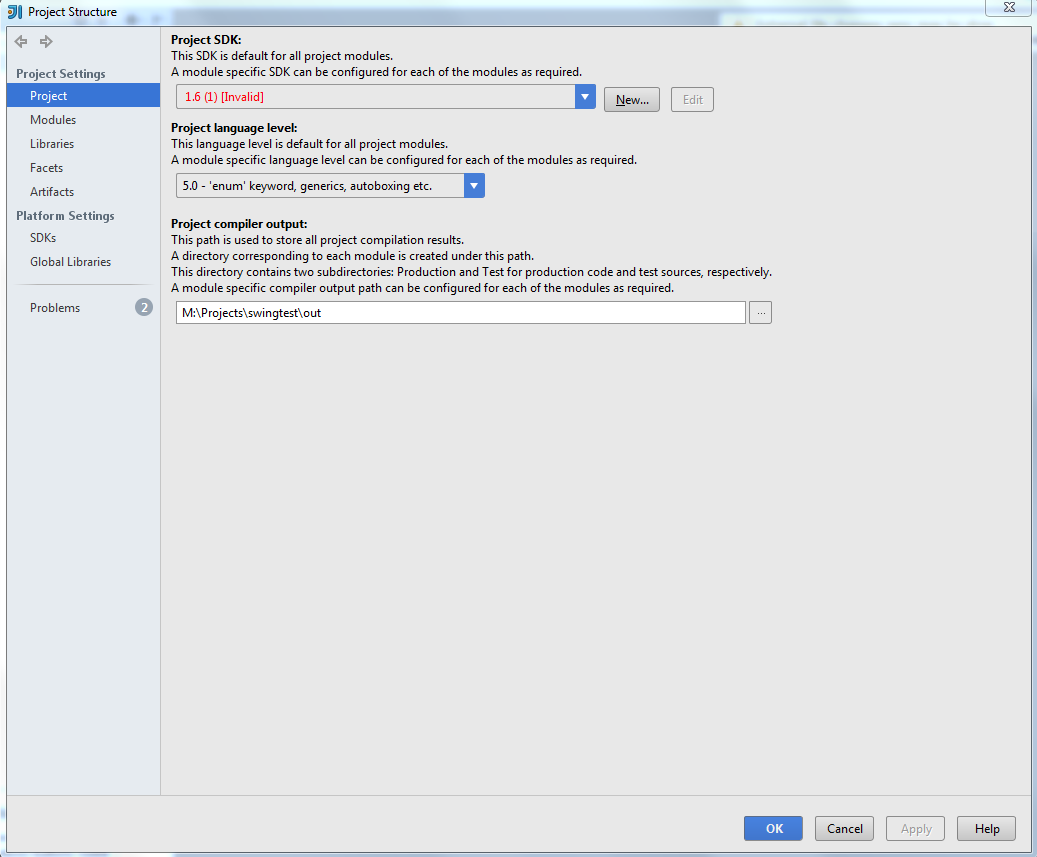 Project Structure
Project Settings
Project
Modules
Libraries
Facets
Artifacts
Platform Settings
SDKs
Global Libraries
Problems
2
Project SDK:
This SDK is default for all project modules.
A module specific SDK can be configured for each of the modules as required.
1.6 (1) [Invalid]
New...
Edit
Project language level:
This language level is default for all project modules.
A module specific language level can be configured for each of the modules as required.
5.0 - 'enum' keyword, generics, autoboxing etc.
Project compiler output:
This path is used to store all project compilation results.
A directory corresponding to each module is created under this path.
This directory contains two subdirectories: Production and Test for production code and test sources, respectively.
A module specific compiler output path can be configured for each of the modules as required.
M:\Projects\swingtest\out
...
OK
Cancel
Apply
Help